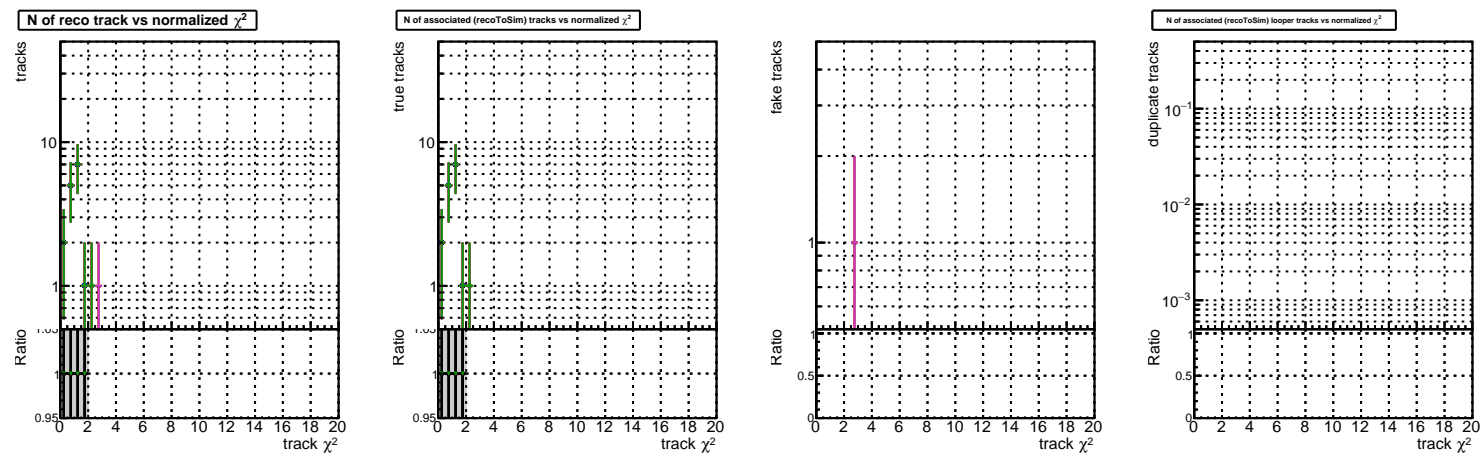 N of reco track vs normalized χ²
tracks
10
1
Ratio
1.05
1
0.95
0 2 4 6 8 10 12 14 16 18 20
track χ²
N of associated (recoToSim) tracks vs normalized χ²
true tracks
10
1
Ratio
1.05
1
0.95
0 2 4 6 8 10 12 14 16 18 20
track χ²
fake tracks
1
Ratio
1
0.5
0
0 2 4 6 8 10 12 14 16 18 20
track χ²
N of associated (recoToSim) looper tracks vs normalized χ²
duplicate tracks
10⁻¹
10⁻²
10⁻³
Ratio
1
0.5
0
0 2 4 6 8 10 12 14 16 18 20
track χ²